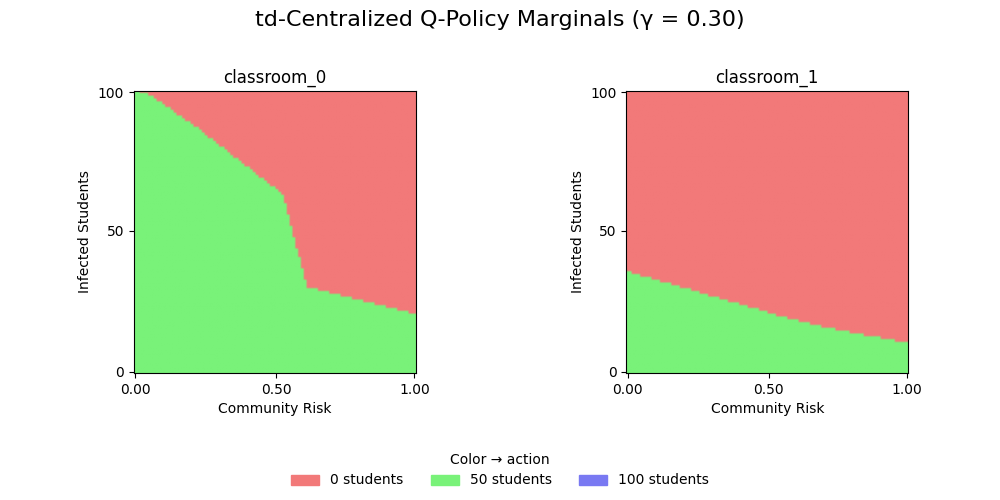 td-Centralized Q-Policy Marginals (γ = 0.30)
classroom_0
classroom_1
100
50
0
0.00
0.50
1.00
Infected Students
Community Risk
100
50
0
0.00
0.50
1.00
Infected Students
Community Risk
Color → action
0 students
50 students
100 students